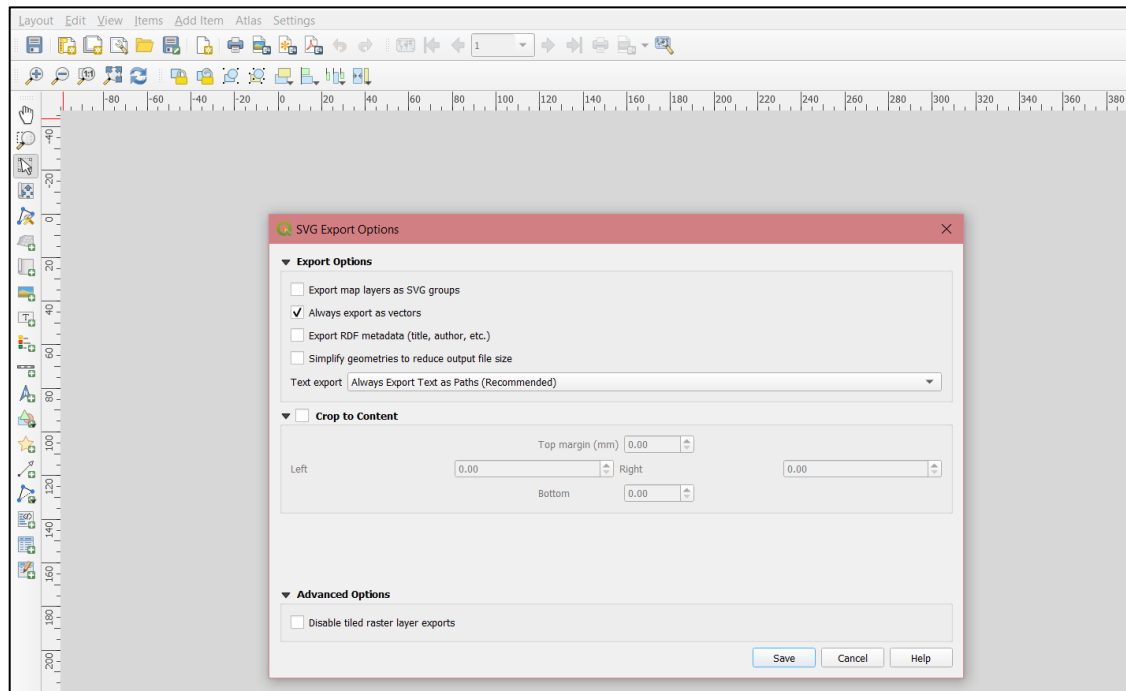 Layout Edit View Items Add Item Atlas Settings
1:1 1
-80 -60 -40 -20 0 20 40 60 80 100 120 140 160 180 200 220 240 260 280 300 320 340 360 380
-40
-20
0
20
40
60
80
100
120
140
160
180
200
SVG Export Options
Export Options
Export map layers as SVG groups
Always export as vectors
Export RDF metadata (title, author, etc.)
Simplify geometries to reduce output file size
Text export Always Export Text as Paths (Recommended)
Crop to Content
Top margin (mm) 0.00
Left 0.00 Right 0.00
Bottom 0.00
Advanced Options
Disable tiled raster layer exports
Save Cancel Help